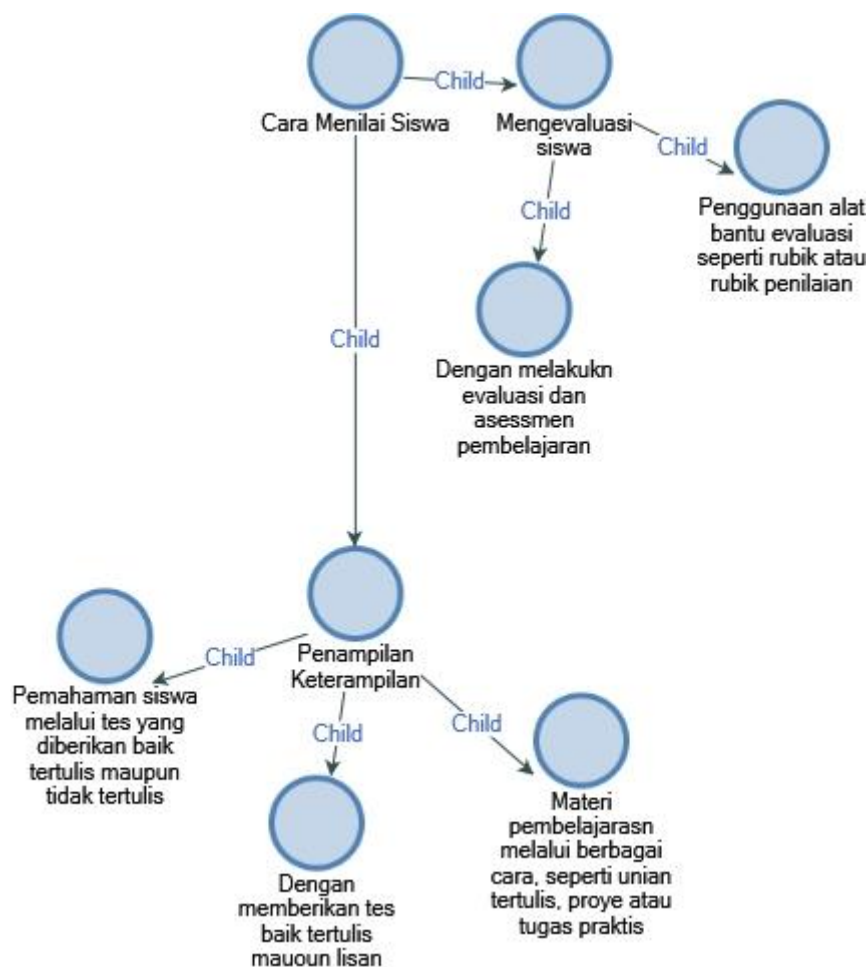 Child
Cara Menilai Siswa
Mengevaluasi
siswa
Child
Penggunaan alat
bantu evaluasi
seperti rubik atau
rubik penilaian
Child
Dengan melakukn
evaluasi dan
asessmen
pembelajaran
Child
Penampilan
Keterampilan
Child
Pemahaman siswa
melalui tes yang
diberikan baik
tertulis maupun
tidak tertulis
Child
Dengan
memberikan tes
baik tertulis
mauoun lisan
Child
Materi
pembelajarasn
melalui berbagai
cara, seperti unian
tertulis, proye atau
tugas praktis